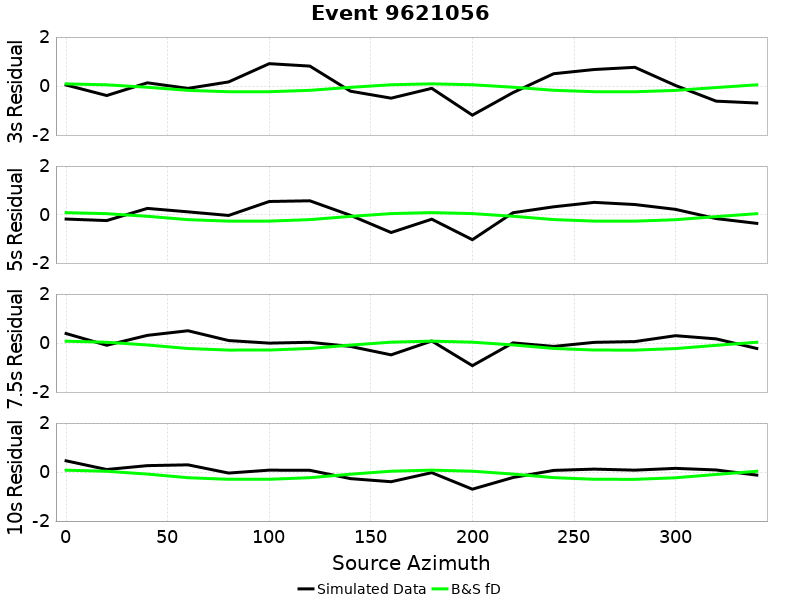 Event 9621056
3s Residual
2
0
-2
5s Residual
2
0
-2
7.5s Residual
2
0
-2
10s Residual
2
0
-2
0 50 100 150 200 250 300
Source Azimuth
Simulated Data B&S fD